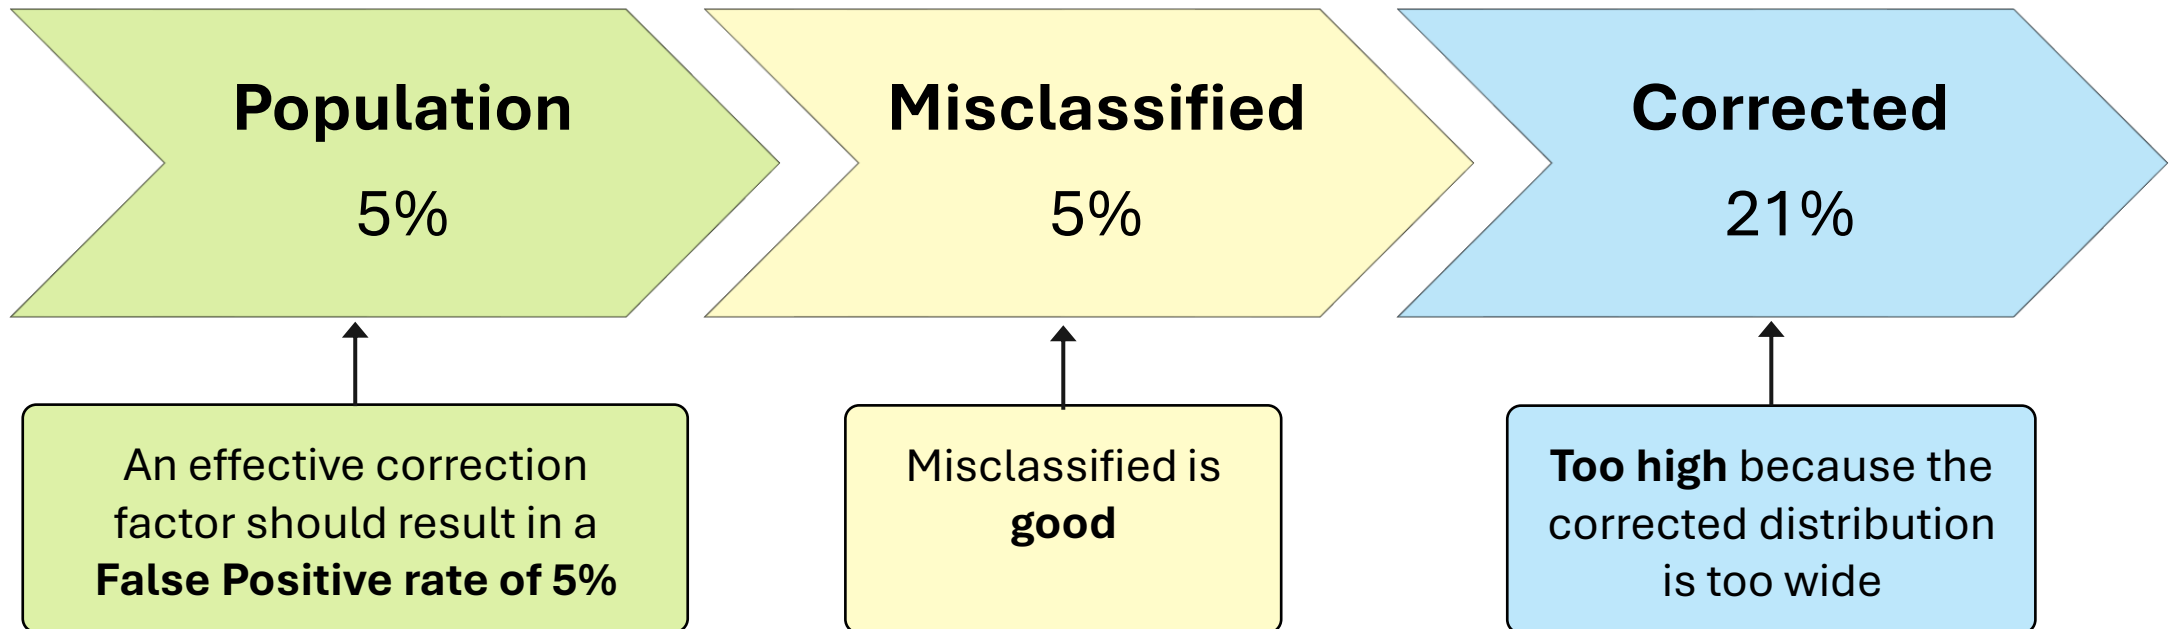 Population
5%
Misclassified
5%
Corrected
21%
An effective correction
factor should result in a
False Positive rate of 5%
Misclassified is
good
Too high because the
corrected distribution
is too wide